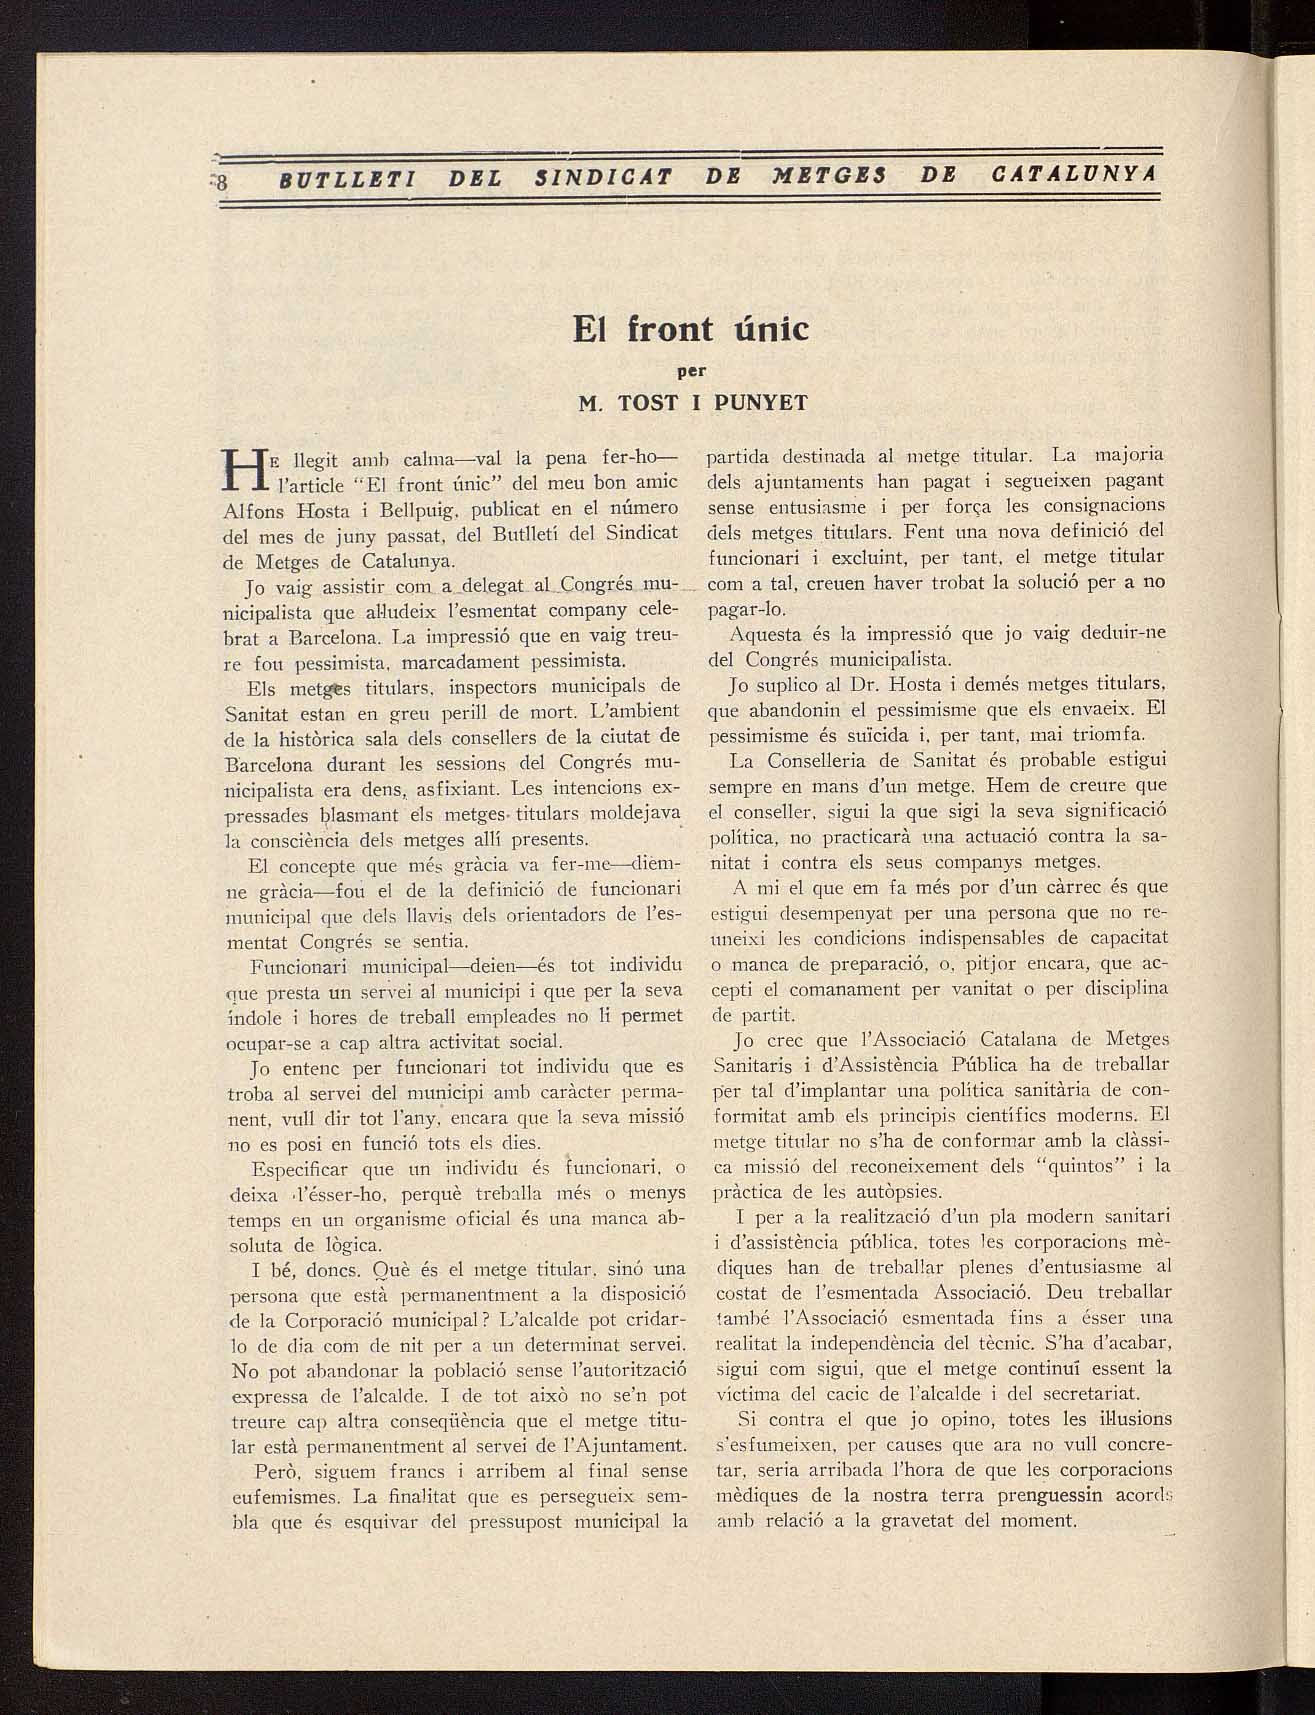 8 BUTLLETI DEL SINDICAT DE METGES DE CATALUNYA
El front únic
per
M. TOST I PUNYET
HE llegit amb calma—val la pena fer-ho—
l'article "El front únic" del meu bon amic
Alfons Hosta i Bellpuig, publicat en el número
del mes de juny passat, del Butlletí del Sindicat
de Metges de Catalunya.
Jo vaig assistir com a delegat al Congrés mu-
nicipalista que al·ludeix l'esmentat company cele-
brat a Barcelona. La impressió que en vaig treu-
re fou pessimista, marcadament pessimista.
Els metges titulars, inspectors municipals de
Sanitat estan en greu perill de mort. L'ambient
de la històrica sala dels consellers de la ciutat de
Barcelona durant les sessions del Congrés mu-
nicipalista era dens, asfixiant. Les intencions ex-
pressades blasmant els metges titulars moldejava
la consciència dels metges allí presents.
El concepte que més gràcia va fer-me—diem-
ne gràcia—fou el de la definició de funcionari
municipal que dels llavis dels orientadors de l'es-
mentat Congrés se sentia.
Funcionari municipal—deien—és tot individu
que presta un servei al municipi i que per la seva
índole i hores de treball empleades no li permet
ocupar-se a cap altra activitat social.
Jo entenc per funcionari tot individu que es
troba al servei del municipi amb caràcter perma-
nent, vull dir tot l'any, encara que la seva missió
no es posi en funció tots els dies.
Especificar que un individu és funcionari, o
deixa d'ésser-ho, perquè treballa més o menys
temps en un organisme oficial és una manca ab-
soluta de lògica.
I bé, doncs. Què és el metge titular, sinó una
persona que està permanentment a la disposició
de la Corporació municipal? L'alcalde pot cridar-
lo de dia com de nit per a un determinat servei.
No pot abandonar la població sense l'autorització
expressa de l'alcalde. I de tot això no se'n pot
treure cap altra conseqüència que el metge titu-
lar està permanentment al servei de l'Ajuntament.
Però, siguem francs i arribem al final sense
eufemismes. La finalitat que es persegueix sem-
bla que és esquivar del pressupost municipal la
partida destinada al metge titular. La majoria
dels ajuntaments han pagat i segueixen pagant
sense entusiasme i per força les consignacions
dels metges titulars. Fent una nova definició del
funcionari i excluint, per tant, el metge titular
com a tal, creuen haver trobat la solució per a no
pagar-lo.
Aquesta és la impressió que jo vaig deduir-ne
del Congrés municipalista.
Jo suplico al Dr. Hosta i demés metges titulars,
que abandonin el pessimisme que els envaeix. El
pessimisme és suïcida i, per tant, mai triomfa.
La Conselleria de Sanitat és probable estigui
sempre en mans d'un metge. Hem de creure que
el conseller, sigui la que sigi la seva significació
política, no practicarà una actuació contra la sa-
nitat i contra els seus companys metges.
A mi el que em fa més por d'un càrrec és que
estigui desempenyat per una persona que no re-
uneixi les condicions indispensables de capacitat
o manca de preparació, o, pitjor encara, que ac-
cepti el comanament per vanitat o per disciplina
de partit.
Jo crec que l'Associació Catalana de Metges
Sanitaris i d'Assistència Pública ha de treballar
per tal d'implantar una política sanitària de con-
formitat amb els principis científics moderns. El
metge titular no s'ha de conformar amb la clàssi-
ca missió del reconeixement dels "quintos" i la
pràctica de les autòpsies.
I per a la realització d'un pla modern sanitari
i d'assistència pública, totes les corporacions mè-
diques han de treballar plenes d'entusiasme al
costat de l'esmentada Associació. Deu treballar
també l'Associació esmentada fins a ésser una
realitat la independència del tècnic. S'ha d'acabar,
sigui com sigui, que el metge continuï essent la
víctima del cacic de l'alcalde i del secretariat.
Si contra el que jo opino, totes les il·lusions
s'esfumeixen, per causes que ara no vull concre-
tar, seria arribada l'hora de que les corporacions
mèdiques de la nostra terra prenguessin acords
amb relació a la gravetat del moment.